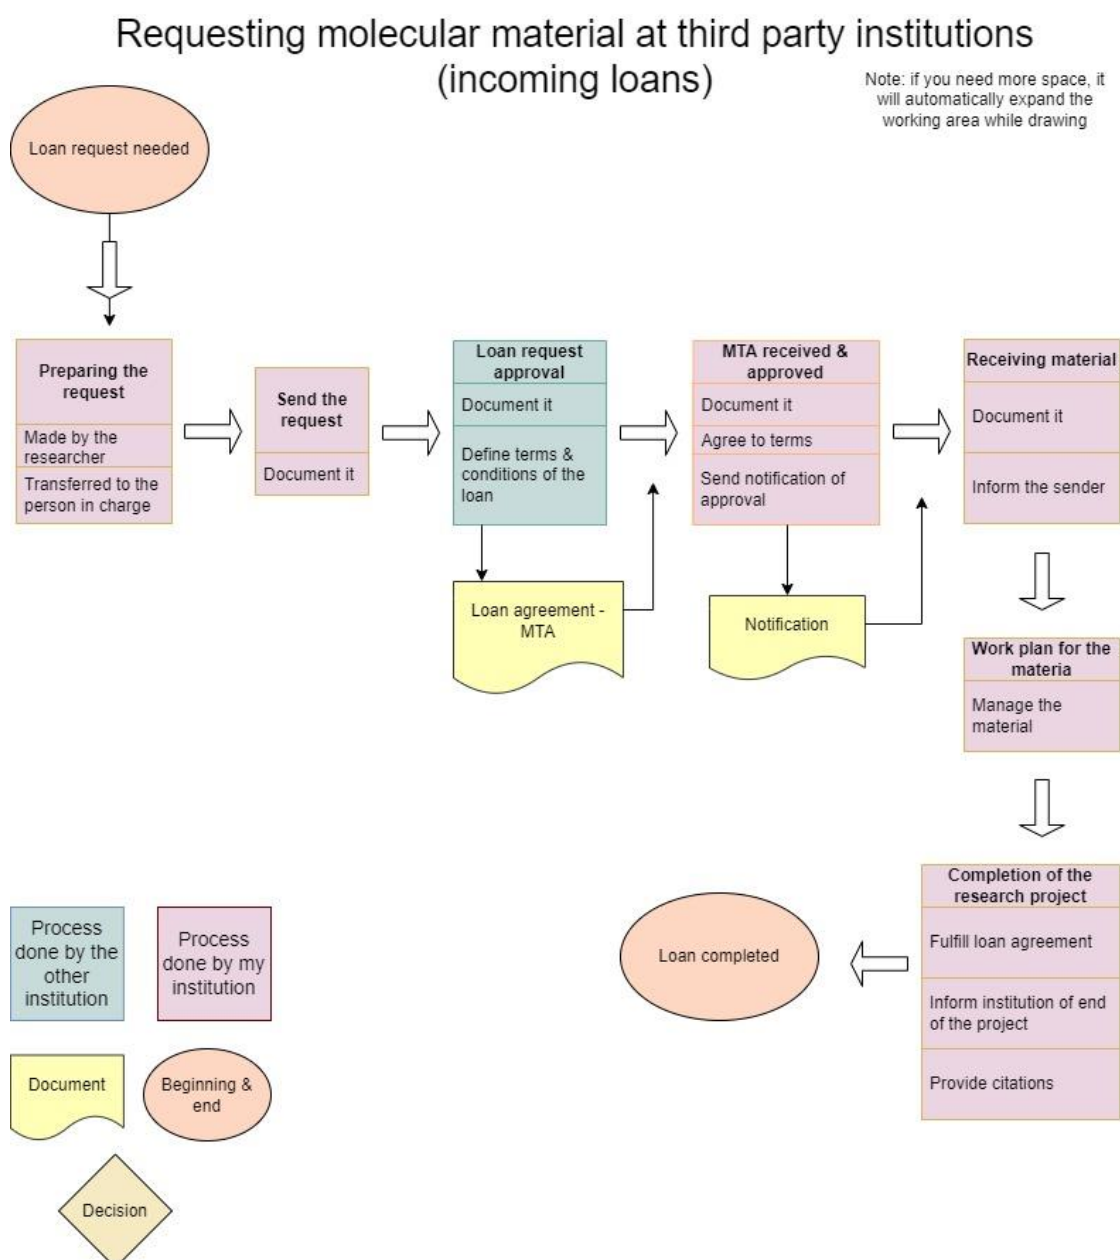 Requesting molecular material at third party institutions
(incoming loans)
Note: if you need more space, it
will automatically expand the
working area while drawing
Loan request needed
Preparing the
request
Made by the
researcher
Transferred to the
person in charge
Send the
request
Document it
Loan request
approval
Document it
Define terms &
conditions of the
loan
Loan agreement -
MTA
MTA received &
approved
Document it
Agree to terms
Send notification of
approval
Notification
Receiving material
Document it
Inform the sender
Work plan for the
materia
Manage the
material
Completion of the
research project
Fulfill loan agreement
Inform institution of end
of the project
Provide citations
Loan completed
Process
done by the
other
institution
Process
done by my
institution
Document
Beginning &
end
Decision